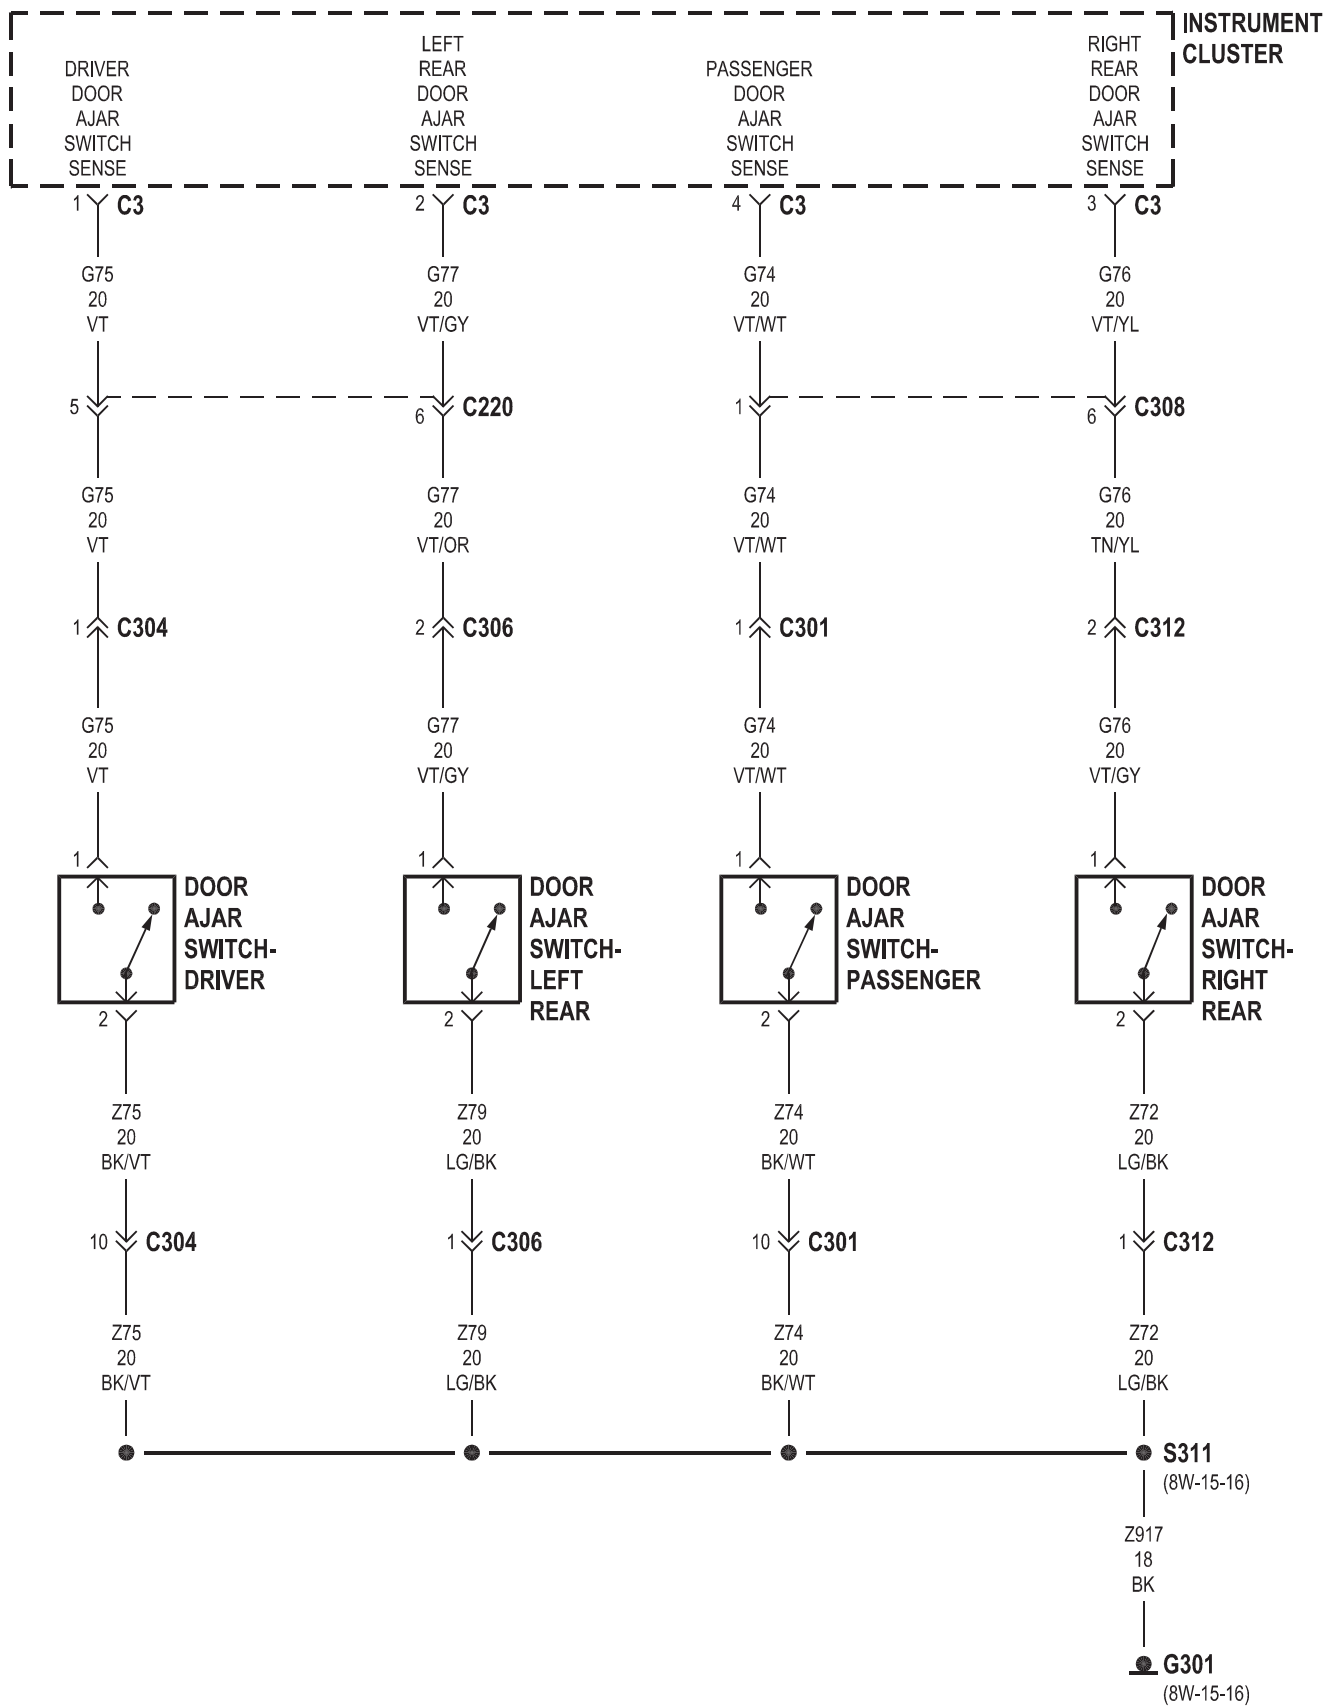 INSTRUMENT
CLUSTER
DRIVER
DOOR
AJAR
SWITCH
SENSE
LEFT
REAR
DOOR
AJAR
SWITCH
SENSE
PASSENGER
DOOR
AJAR
SWITCH
SENSE
RIGHT
REAR
DOOR
AJAR
SWITCH
SENSE
1 C3
2 C3
4 C3
3 C3
G75
20
VT
G77
20
VT/GY
G74
20
VT/WT
G76
20
VT/YL
5
6 C220
1
6 C308
G75
20
VT
G77
20
VT/OR
G74
20
VT/WT
G76
20
TN/YL
1 C304
2 C306
1 C301
2 C312
G75
20
VT
G77
20
VT/GY
G74
20
VT/WT
G76
20
VT/GY
1
1
1
1
DOOR
AJAR
SWITCH-
DRIVER
DOOR
AJAR
SWITCH-
LEFT
REAR
DOOR
AJAR
SWITCH-
PASSENGER
DOOR
AJAR
SWITCH-
RIGHT
REAR
2
2
2
2
Z75
20
BK/VT
Z79
20
LG/BK
Z74
20
BK/WT
Z72
20
LG/BK
10 C304
1 C306
10 C301
1 C312
Z75
20
BK/VT
Z79
20
LG/BK
Z74
20
BK/WT
Z72
20
LG/BK
S311
(8W-15-16)
Z917
18
BK
G301
(8W-15-16)